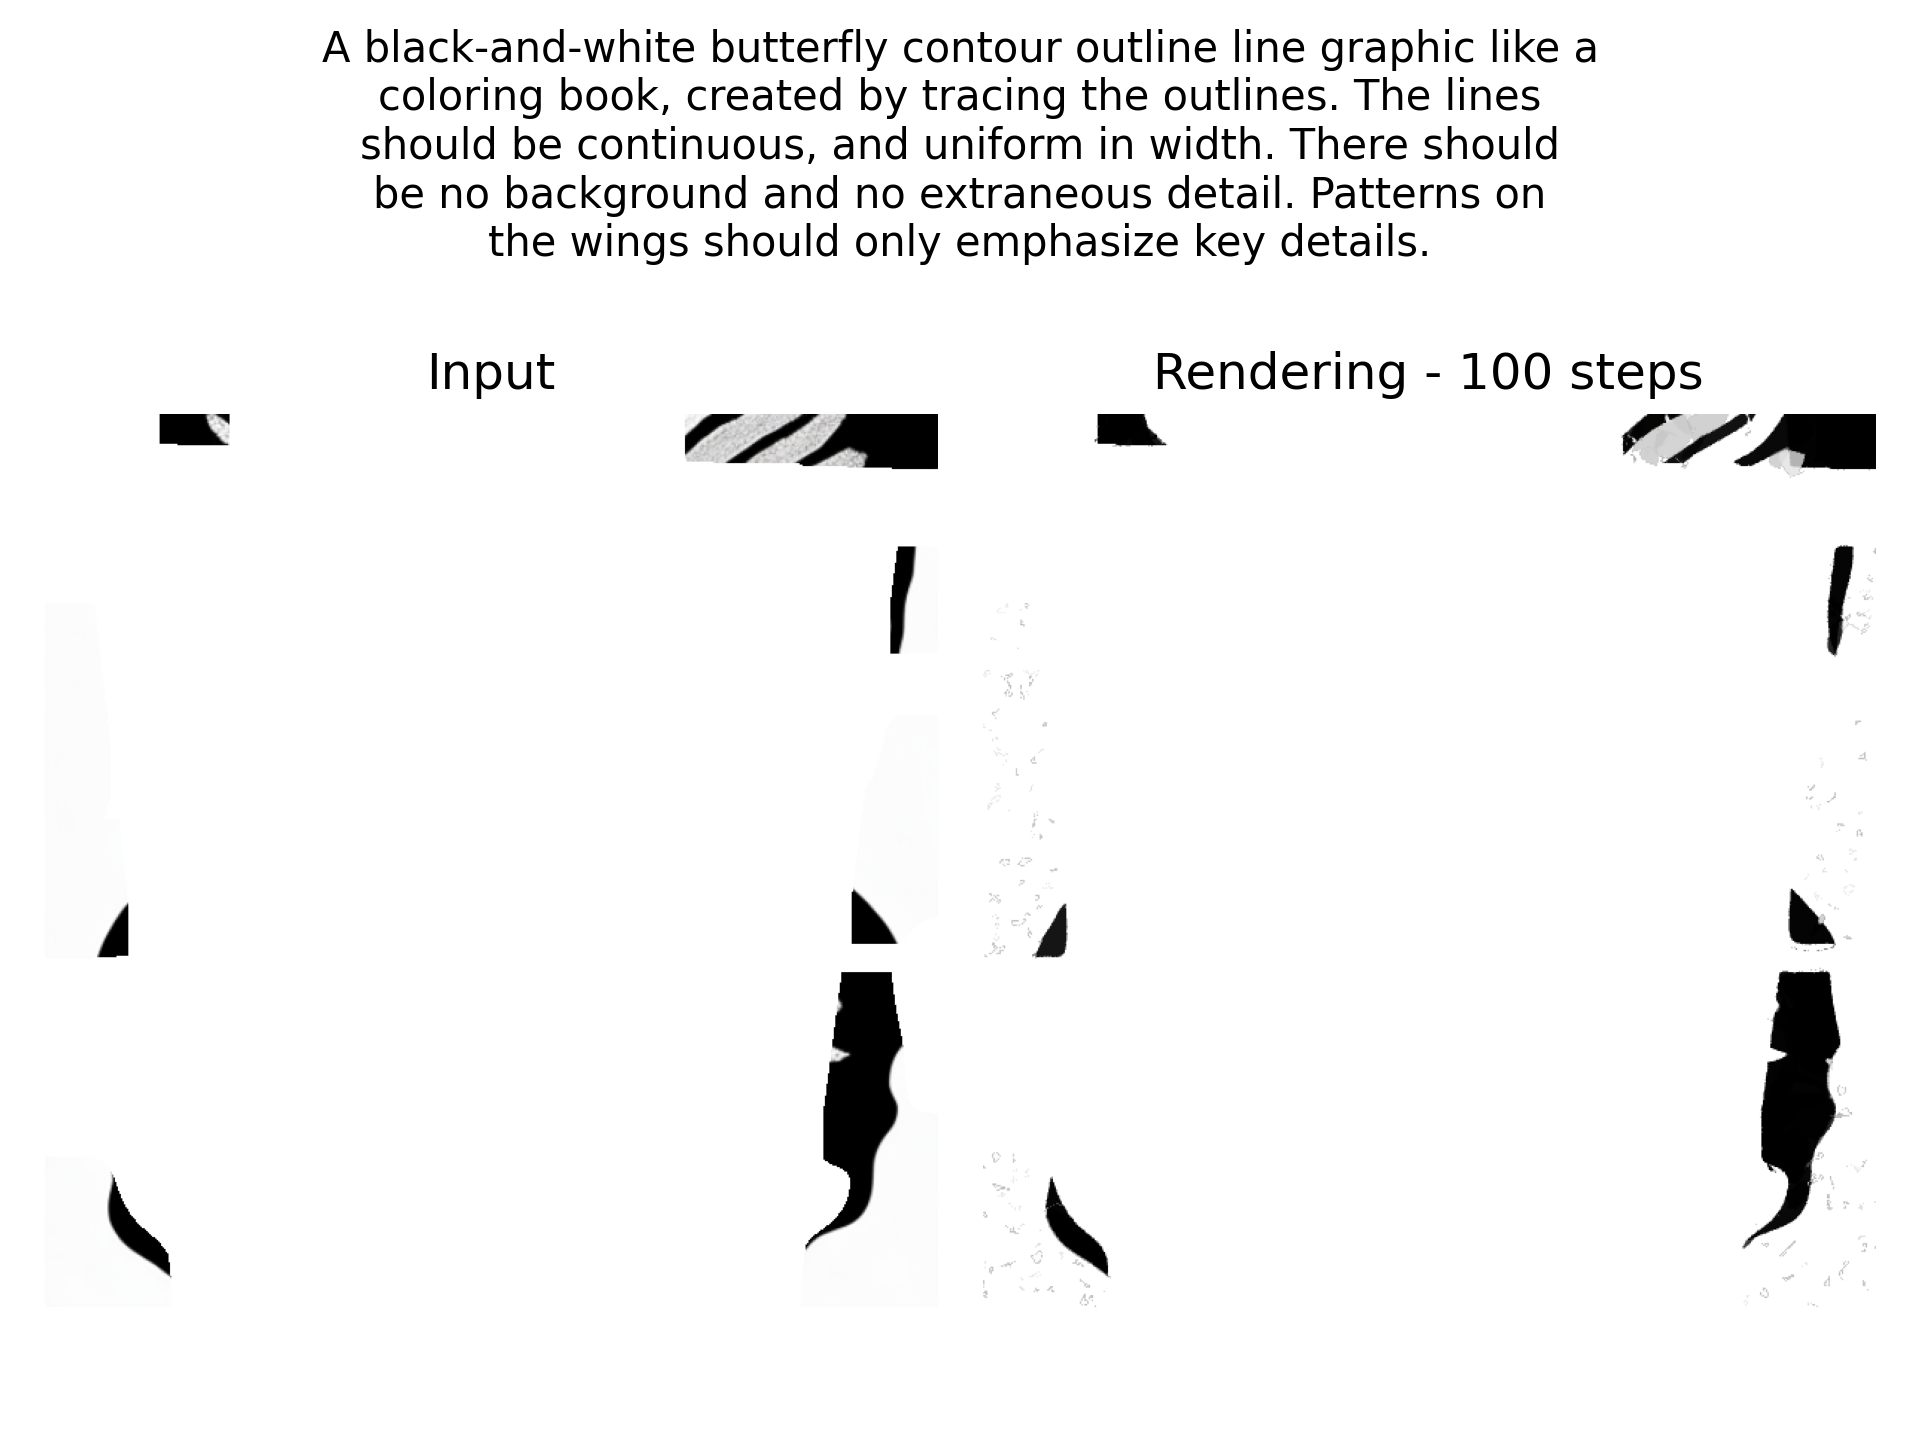 A black-and-white butterfly contour outline line graphic like a
coloring book, created by tracing the outlines. The lines
should be continuous, and uniform in width. There should
be no background and no extraneous detail. Patterns on
the wings should only emphasize key details.
Input
Rendering - 100 steps